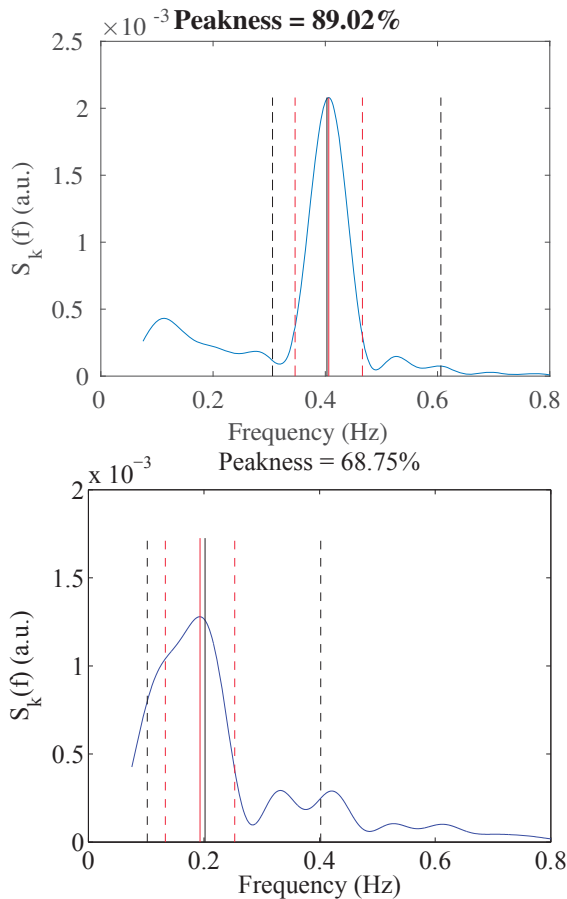 ×10 -3 Peakness = 89.02%
2.5
2
1.5
1
0.5
0
S_k(f) (a.u.)
0 0.2 0.4 0.6 0.8
Frequency (Hz)
Peakness = 68.75%
x 10−3
2
1.5
1
0.5
0
S_k(f) (a.u.)
0 0.2 0.4 0.6 0.8
Frequency (Hz)